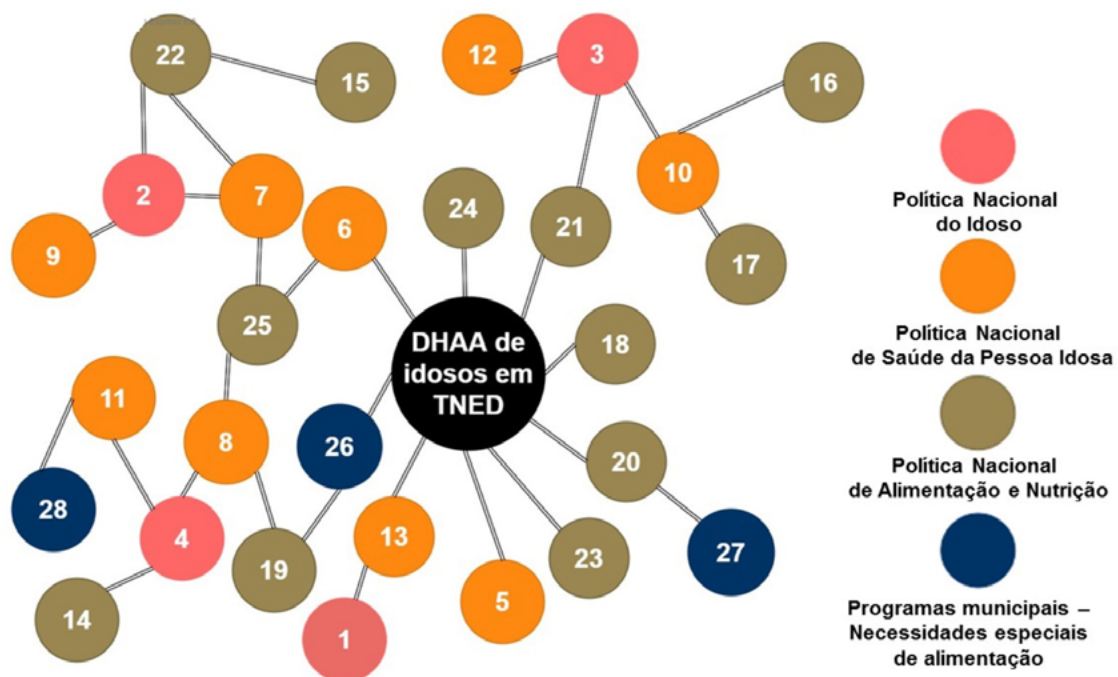 22
15
12
3
16
2
7
6
24
21
10
9
17
25
DHAA de
idosos em
TNED
18
11
8
26
20
28
4
19
13
5
23
27
14
1
Política Nacional
do Idoso
Política Nacional
de Saúde da Pessoa Idosa
Política Nacional
de Alimentação e Nutrição
Programas municipais –
Necessidades especiais
de alimentação